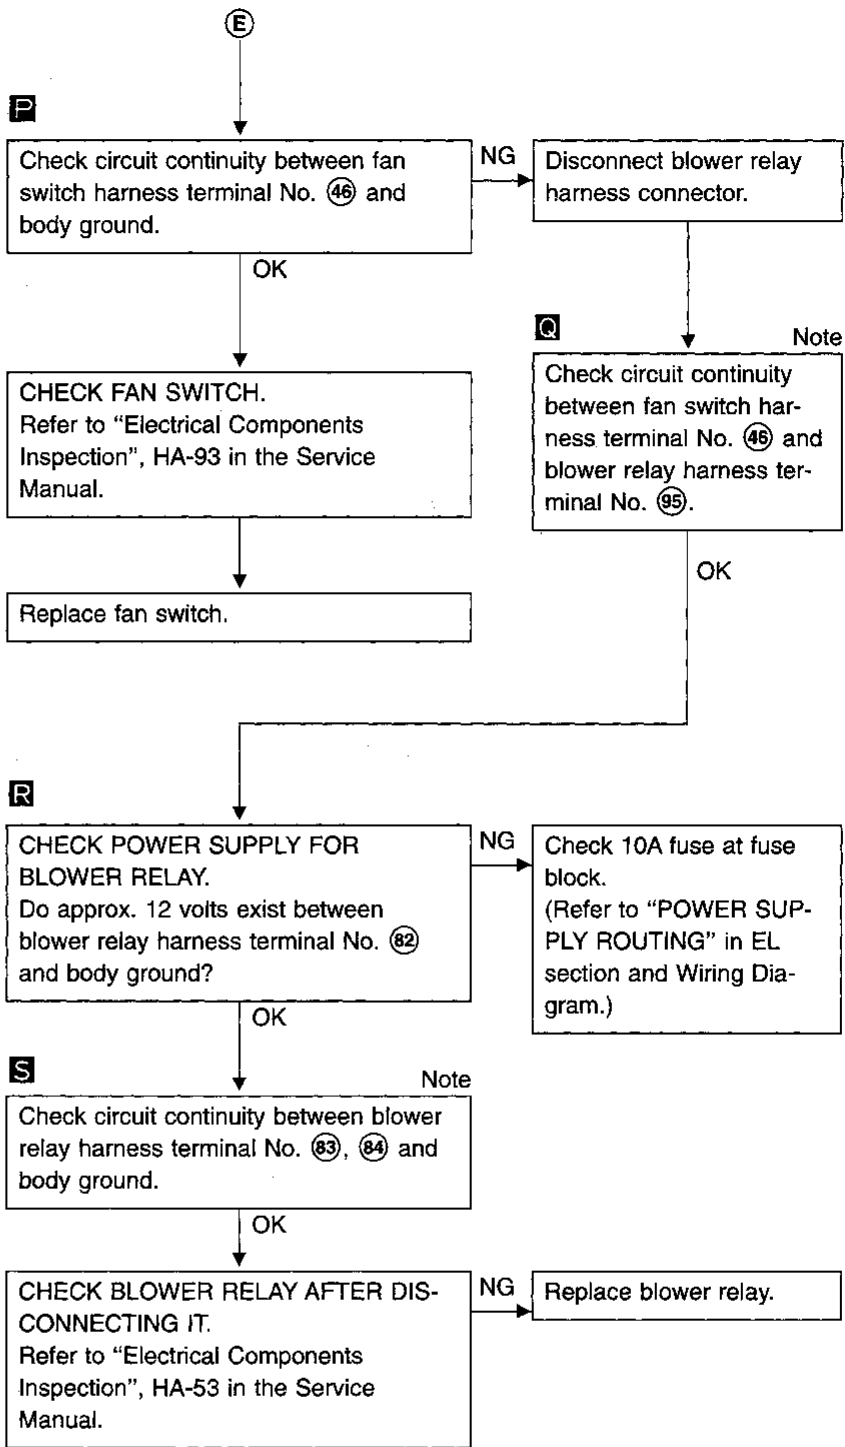 E
P
Check circuit continuity between fan
switch harness terminal No. 46 and
body ground.
NG
Disconnect blower relay
harness connector.
OK
Q
Note
Check circuit continuity
between fan switch har-
ness terminal No. 46 and
blower relay harness ter-
minal No. 95.
CHECK FAN SWITCH.
Refer to “Electrical Components
Inspection”, HA-93 in the Service
Manual.
OK
Replace fan switch.
R
CHECK POWER SUPPLY FOR
BLOWER RELAY.
Do approx. 12 volts exist between
blower relay harness terminal No. 82
and body ground?
NG
Check 10A fuse at fuse
block.
(Refer to “POWER SUP-
PLY ROUTING” in EL
section and Wiring Dia-
gram.)
OK
S
Note
Check circuit continuity between blower
relay harness terminal No. 83, 84 and
body ground.
OK
CHECK BLOWER RELAY AFTER DIS-
CONNECTING IT.
Refer to “Electrical Components
Inspection”, HA-53 in the Service
Manual.
NG
Replace blower relay.